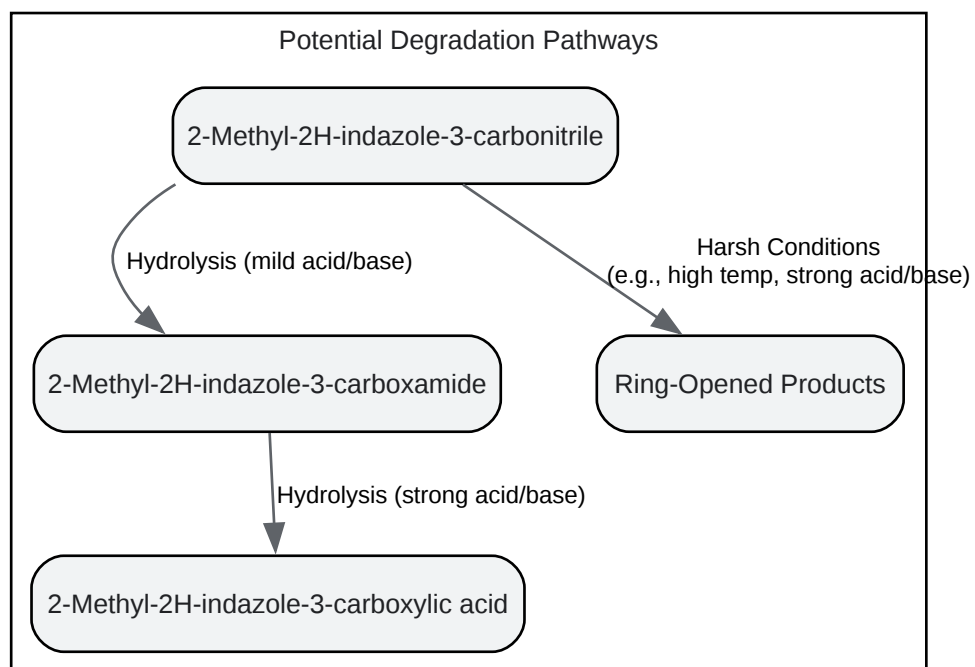 Potential Degradation Pathways
2-Methyl-2H-indazole-3-carbonitrile
Hydrolysis (mild acid/base)
Harsh Conditions
(e.g., high temp, strong acid/base)
2-Methyl-2H-indazole-3-carboxamide
Ring-Opened Products
Hydrolysis (strong acid/base)
2-Methyl-2H-indazole-3-carboxylic acid